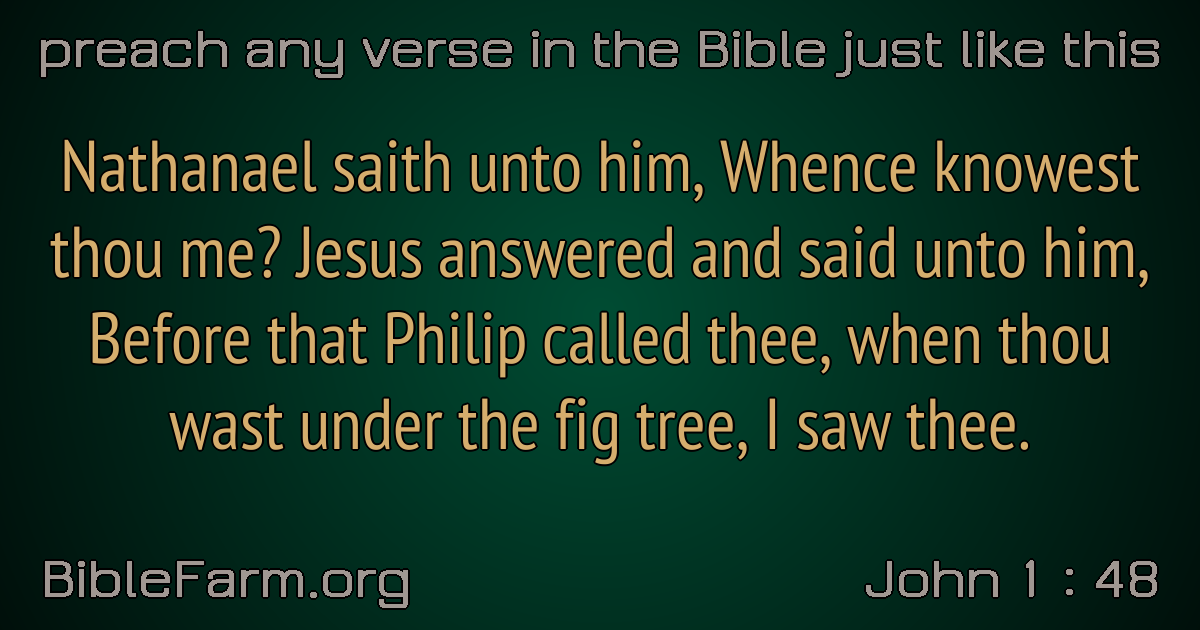 preach any verse in the Bible just like this
Nathanael saith unto him, Whence knowest
thou me? Jesus answered and said unto him,
Before that Philip called thee, when thou
wast under the fig tree, I saw thee.
BibleFarm.org
John 1 : 48